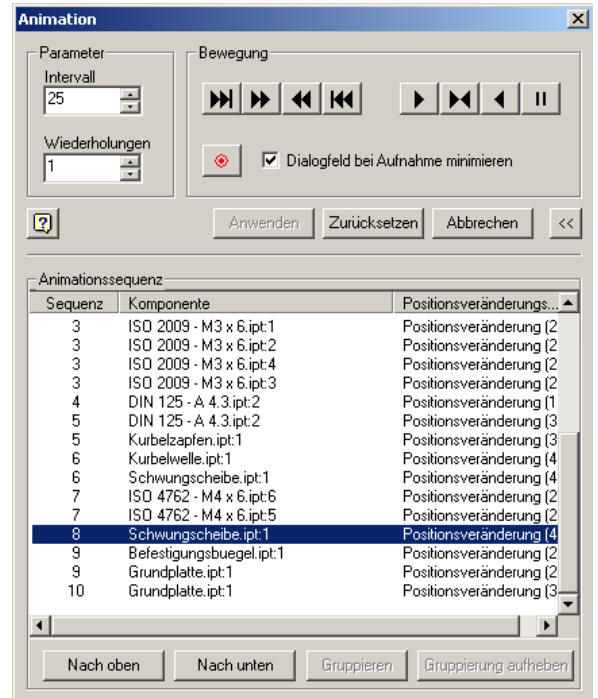 Animation
Parameter
Intervall
25
Wiederholungen
1
Bewegung
Dialogfeld bei Aufnahme minimieren
Anwenden Zurücksetzen Abbrechen <<
Animationssequenz
Sequenz Komponente Positionsveränderungs...
3 ISO 2009 - M3 x 6.ipt:1 Positionsveränderung (2
3 ISO 2009 - M3 x 6.ipt:2 Positionsveränderung (2
3 ISO 2009 - M3 x 6.ipt:4 Positionsveränderung (2
3 ISO 2009 - M3 x 6.ipt:3 Positionsveränderung (2
4 DIN 125 - A 4.3.ipt:2 Positionsveränderung (1
5 DIN 125 - A 4.3.ipt:2 Positionsveränderung (3
5 Kurbelzapfen.ipt:1 Positionsveränderung (3
6 Kurbelwelle.ipt:1 Positionsveränderung (4
6 Schwungscheibe.ipt:1 Positionsveränderung (4
7 ISO 4762 - M4 x 6.ipt:6 Positionsveränderung (2
7 ISO 4762 - M4 x 6.ipt:5 Positionsveränderung (2
8 Schwungscheibe.ipt:1 Positionsveränderung (4
9 Befestigungsbuegel.ipt:1 Positionsveränderung (2
9 Grundplatte.ipt:1 Positionsveränderung (2
10 Grundplatte.ipt:1 Positionsveränderung (3
Nach oben Nach unten Gruppieren Gruppierung aufheben